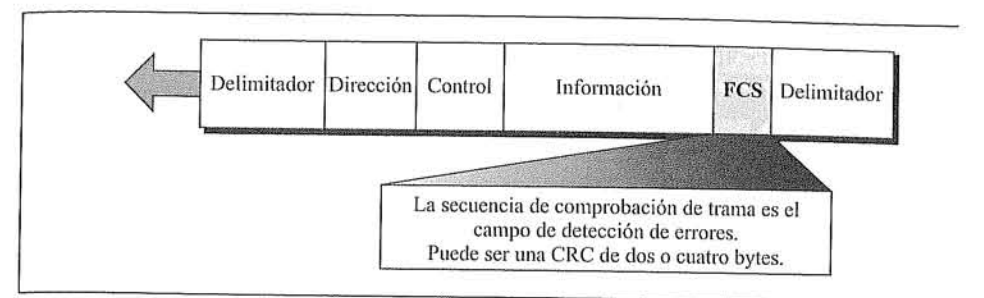 Delimitador Dirección Control Información FCS Delimitador
La secuencia de comprobación de trama es el
campo de detección de errores.
Puede ser una CRC de dos o cuatro bytes.